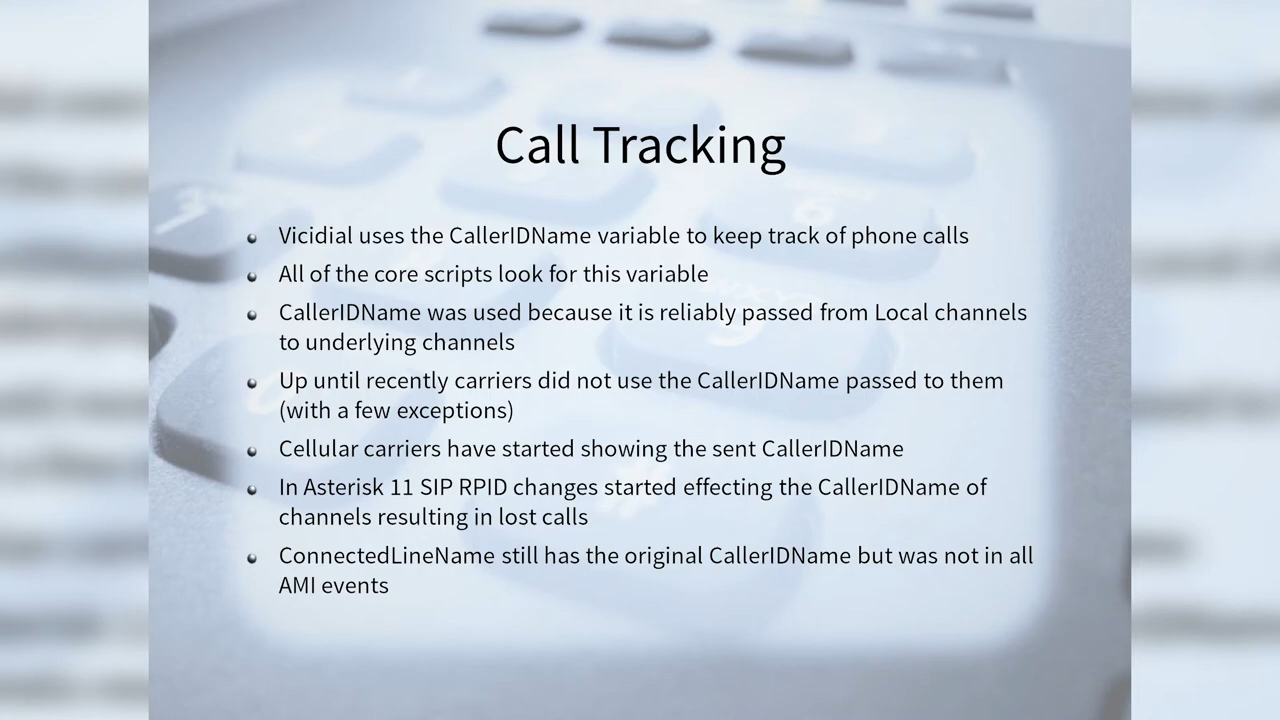 Call Tracking
Vicidial uses the CallerIDName variable to keep track of phone calls
All of the core scripts look for this variable
CallerIDName was used because it is reliably passed from Local channels
to underlying channels
Up until recently carriers did not use the CallerIDName passed to them
(with a few exceptions)
Cellular carriers have started showing the sent CallerIDName
In Asterisk 11 SIP RPID changes started effecting the CallerIDName of
channels resulting in lost calls
ConnectedLineName still has the original CallerIDName but was not in all
AMI events